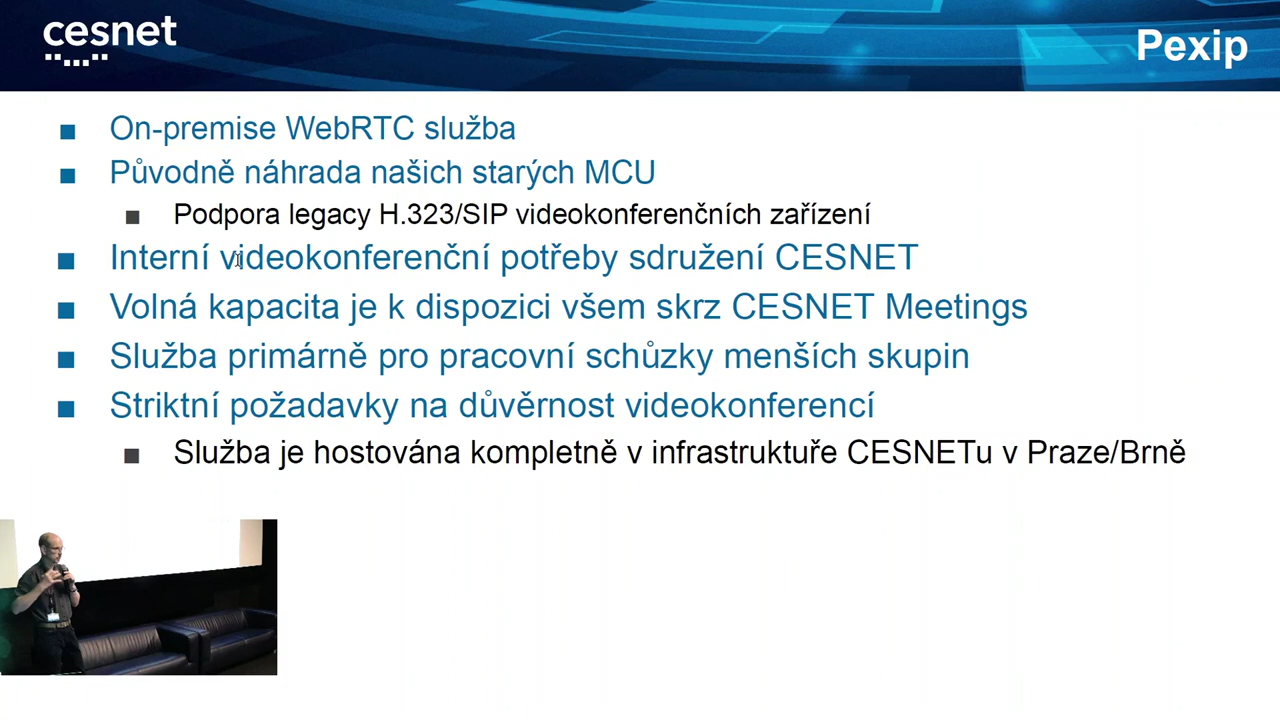 cesnet
Pexip
On-premise WebRTC služba
Původně náhrada našich starých MCU
Podpora legacy H.323/SIP videokonferenčních zařízení
Interní videokonferenční potřeby sdružení CESNET
Volná kapacita je k dispozici všem skrz CESNET Meetings
Služba primárně pro pracovní schůzky menších skupin
Striktní požadavky na důvěrnost videokonferencí
Služba je hostována kompletně v infrastruktuře CESNETu v Praze/Brně